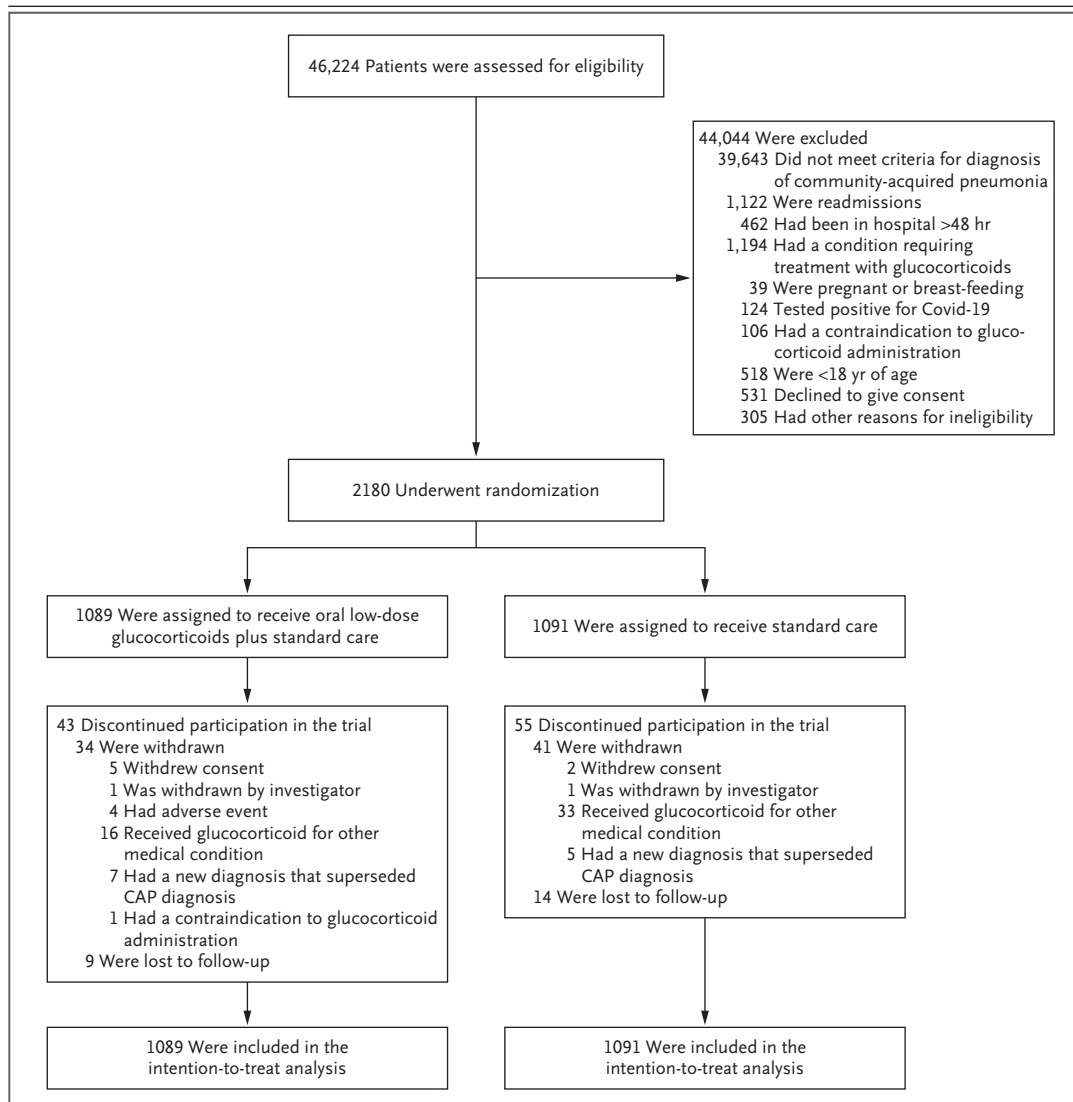 46,224 Patients were assessed for eligibility
44,044 Were excluded
39,643 Did not meet criteria for diagnosis
of community-acquired pneumonia
1,122 Were readmissions
462 Had been in hospital >48 hr
1,194 Had a condition requiring
treatment with glucocorticoids
39 Were pregnant or breast-feeding
124 Tested positive for Covid-19
106 Had a contraindication to gluco-
corticoid administration
518 Were <18 yr of age
531 Declined to give consent
305 Had other reasons for ineligibility
2180 Underwent randomization
1089 Were assigned to receive oral low-dose
glucocorticoids plus standard care
1091 Were assigned to receive standard care
43 Discontinued participation in the trial
34 Were withdrawn
5 Withdrew consent
1 Was withdrawn by investigator
4 Had adverse event
16 Received glucocorticoid for other
medical condition
7 Had a new diagnosis that superseded
CAP diagnosis
1 Had a contraindication to glucocorticoid
administration
9 Were lost to follow-up
55 Discontinued participation in the trial
41 Were withdrawn
2 Withdrew consent
1 Was withdrawn by investigator
33 Received glucocorticoid for other
medical condition
5 Had a new diagnosis that superseded
CAP diagnosis
14 Were lost to follow-up
1089 Were included in the
intention-to-treat analysis
1091 Were included in the
intention-to-treat analysis